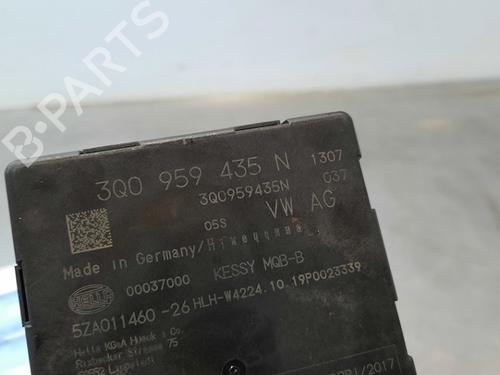 B-PARTS
3Q0 959 435 N 1307
3Q0959435N 037
05S VW AG
Made in Germany/
HELLA 00037000 KESSY MQB-B
5ZA011460-26 HLH-W4224.10.19P0023339
Hella KGaA Hueck & Co.
Rixbecker Strasse 75
/2017